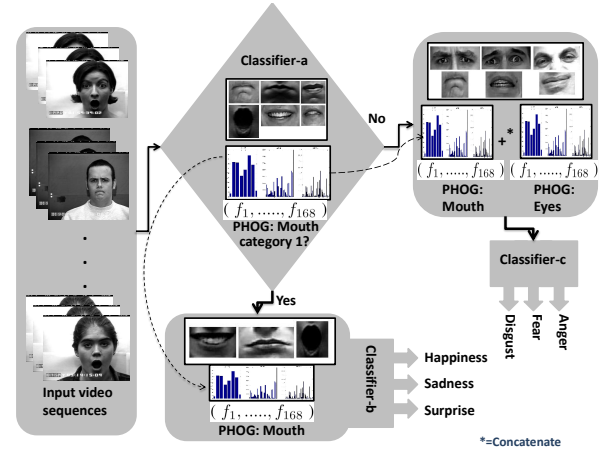 Classifier-a
No
( f1, ....., f168 )
PHOG: Mouth
category 1?
Yes
Input video
sequences
+*
( f1, ....., f168 )
( f1, ....., f168 )
PHOG:
Mouth
PHOG:
Eyes
Classifier-c
Disgust
Fear
Anger
( f1, ....., f168 )
PHOG: Mouth
Classifier-b
Happiness
Sadness
Surprise
*=Concatenate